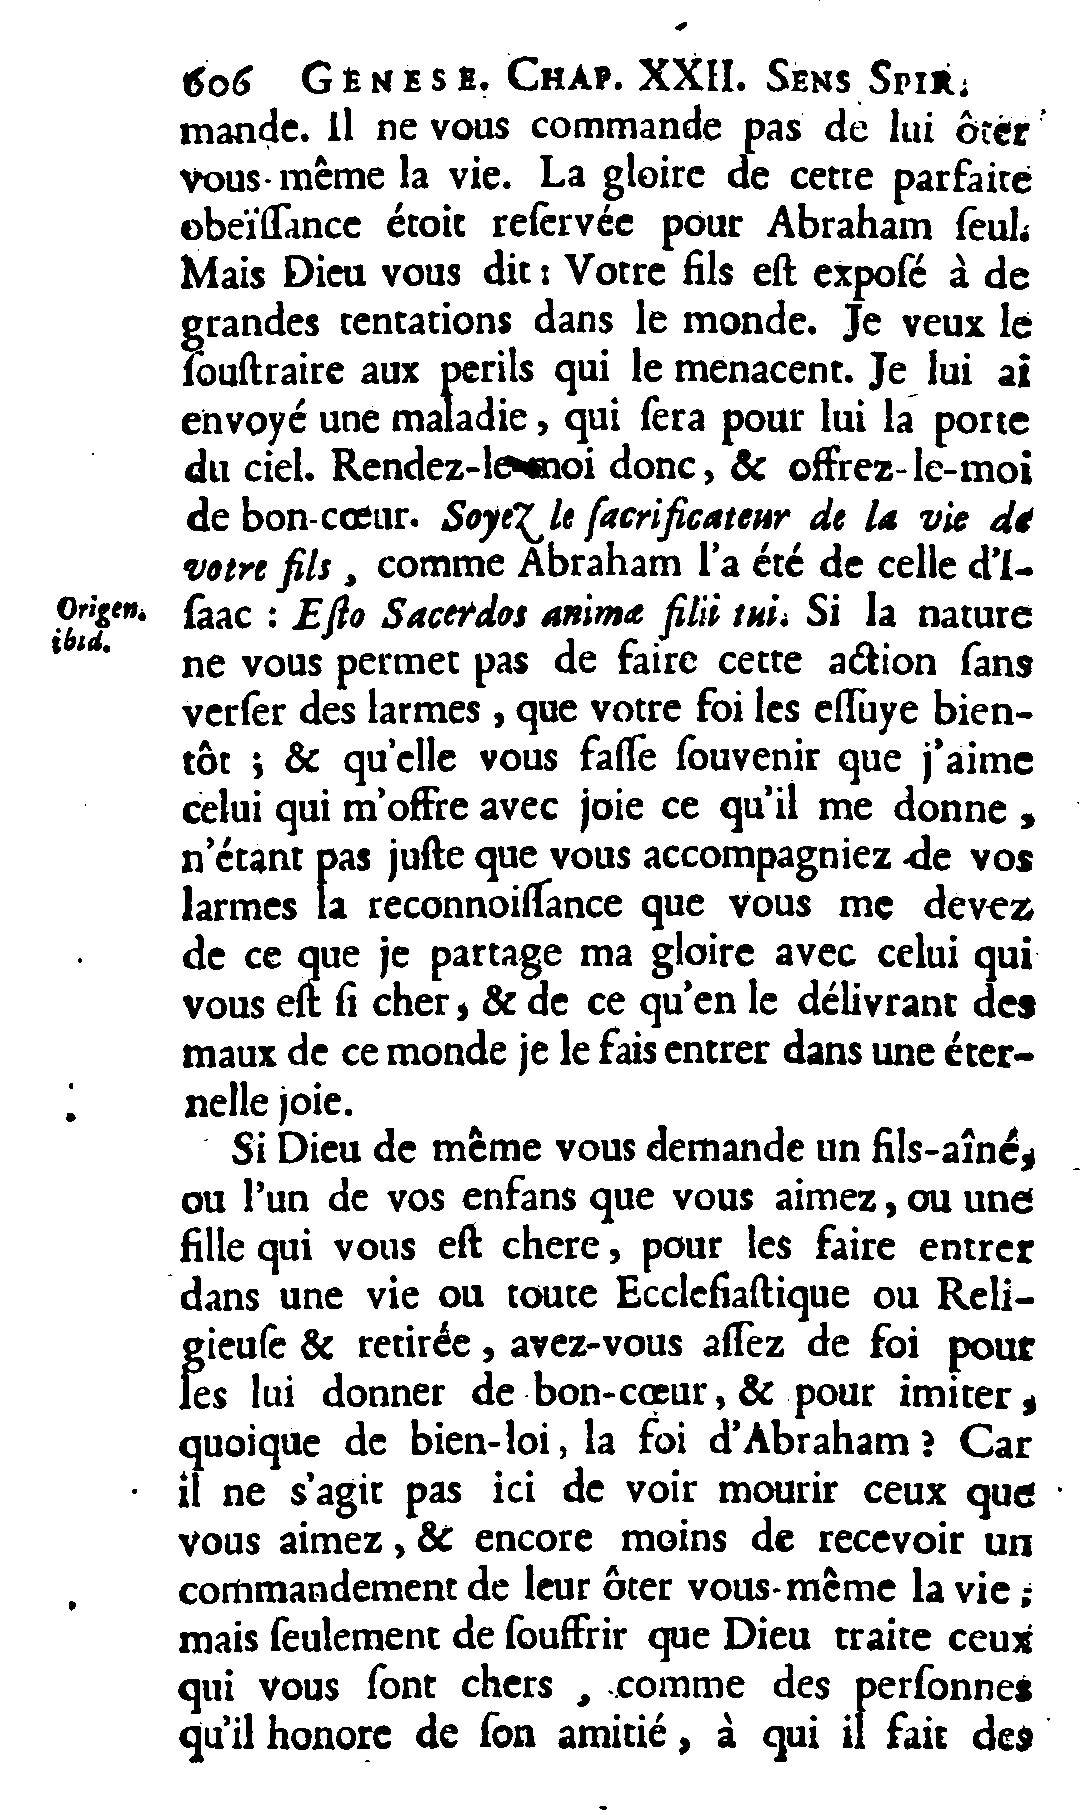 606 GENESE. CHAP. XXII. SENS SPIR.
mande. Il ne vous commande pas de lui ôter
vous-même la vie. La gloire de cette parfaite
obeïſſance étoit reſervée pour Abraham ſeul.
Mais Dieu vous dit : Votre fils eſt expoſé à de
grandes tentations dans le monde. Je veux le
ſouſtraire aux perils qui le menacent. Je lui ai
envoyé une maladie, qui ſera pour lui la porte
du ciel. Rendez-le-moi donc, & offrez-le-moi
de bon-cœur. Soyez le ſacrificateur de la vie de
votre fils, comme Abraham l'a été de celle d'I-
Origen.
ibid.
ſaac : Eſto Sacerdos animæ filii tui. Si la nature
ne vous permet pas de faire cette action ſans
verſer des larmes, que votre foi les eſſuye bien-
tôt ; & qu'elle vous faſſe ſouvenir que j'aime
celui qui m'offre avec joie ce qu'il me donne,
n'étant pas juſte que vous accompagniez de vos
larmes la reconnoiſſance que vous me devez
de ce que je partage ma gloire avec celui qui
vous eſt ſi cher, & de ce qu'en le délivrant des
maux de ce monde je le fais entrer dans une éter-
nelle joie.
Si Dieu de même vous demande un fils-aîné,
ou l'un de vos enfans que vous aimez, ou une
fille qui vous eſt chere, pour les faire entrer
dans une vie ou toute Eccleſiaſtique ou Reli-
gieuſe & retirée, avez-vous aſſez de foi pour
les lui donner de bon-cœur, & pour imiter,
quoique de bien-loi, la foi d'Abraham ? Car
il ne s'agit pas ici de voir mourir ceux que
vous aimez, & encore moins de recevoir un
commandement de leur ôter vous-même la vie ;
mais ſeulement de ſouffrir que Dieu traite ceux
qui vous ſont chers, comme des perſonnes
qu'il honore de ſon amitié, à qui il fait des